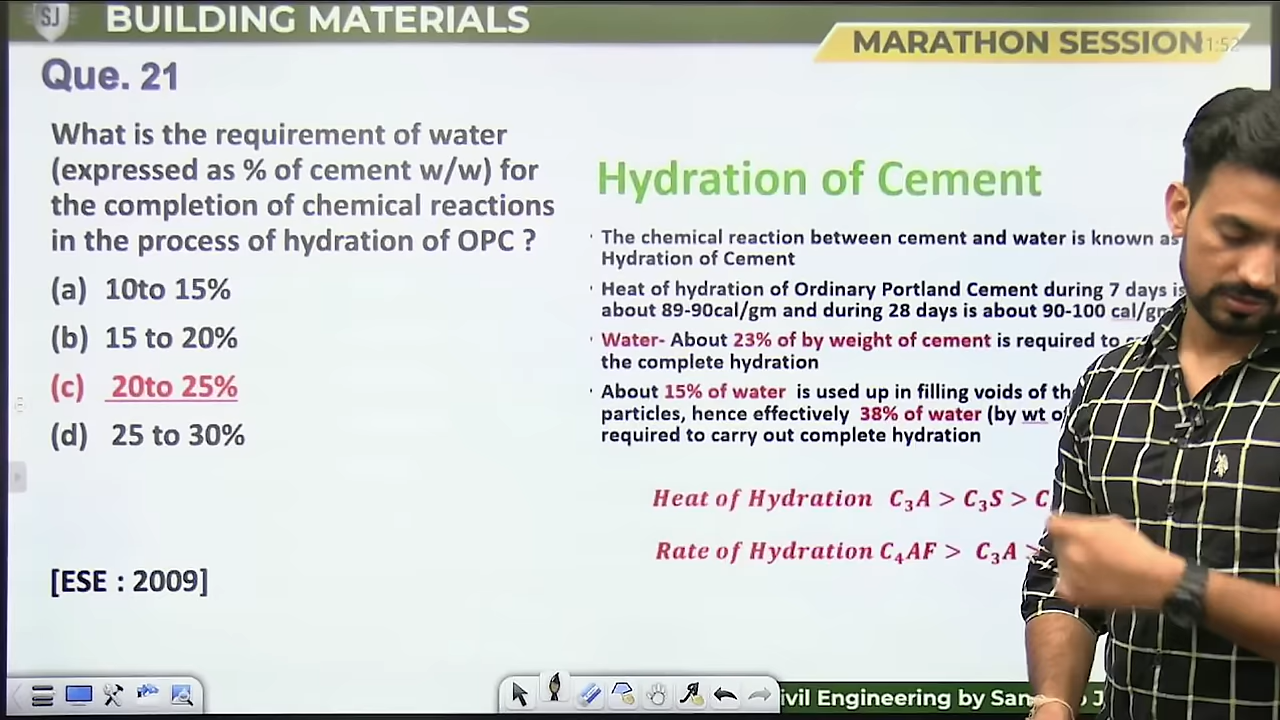 SJ
BUILDING MATERIALS
MARATHON SESSION
1:52
Que. 21
What is the requirement of water
(expressed as % of cement w/w) for
the completion of chemical reactions
in the process of hydration of OPC ?
(a) 10to 15%
(b) 15 to 20%
(c) 20to 25%
(d) 25 to 30%
[ESE : 2009]
Hydration of Cement
· The chemical reaction between cement and water is known as
Hydration of Cement
· Heat of hydration of Ordinary Portland Cement during 7 days is
about 89-90cal/gm and during 28 days is about 90-100 cal/gm
· Water- About 23% of by weight of cement is required to
the complete hydration
· About 15% of water is used up in filling voids of
particles, hence effectively 38% of water (by wt
required to carry out complete hydration
Heat of Hydration C₃A > C₃S > C
Rate of Hydration C₄AF > C₃A >
Engineering by